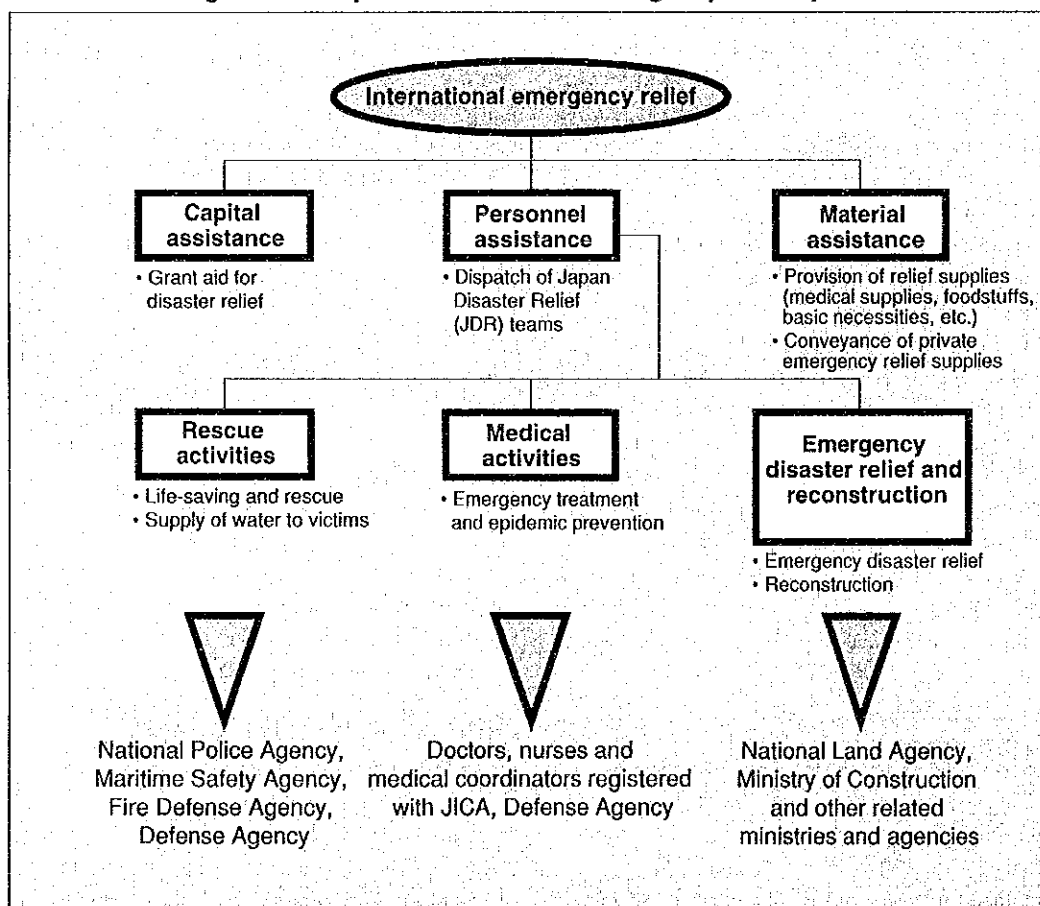 International emergency relief
Capital
assistance
• Grant aid for
disaster relief
Personnel
assistance
• Dispatch of Japan
Disaster Relief
(JDR) teams
Material
assistance
• Provision of relief supplies
(medical supplies, foodstuffs,
basic necessities, etc.)
• Conveyance of private
emergency relief supplies
Rescue
activities
• Life-saving and rescue
• Supply of water to victims
Medical
activities
• Emergency treatment
and epidemic prevention
Emergency
disaster relief and
reconstruction
• Emergency disaster relief
• Reconstruction
National Police Agency,
Maritime Safety Agency,
Fire Defense Agency,
Defense Agency
Doctors, nurses and
medical coordinators registered
with JICA, Defense Agency
National Land Agency,
Ministry of Construction
and other related
ministries and agencies